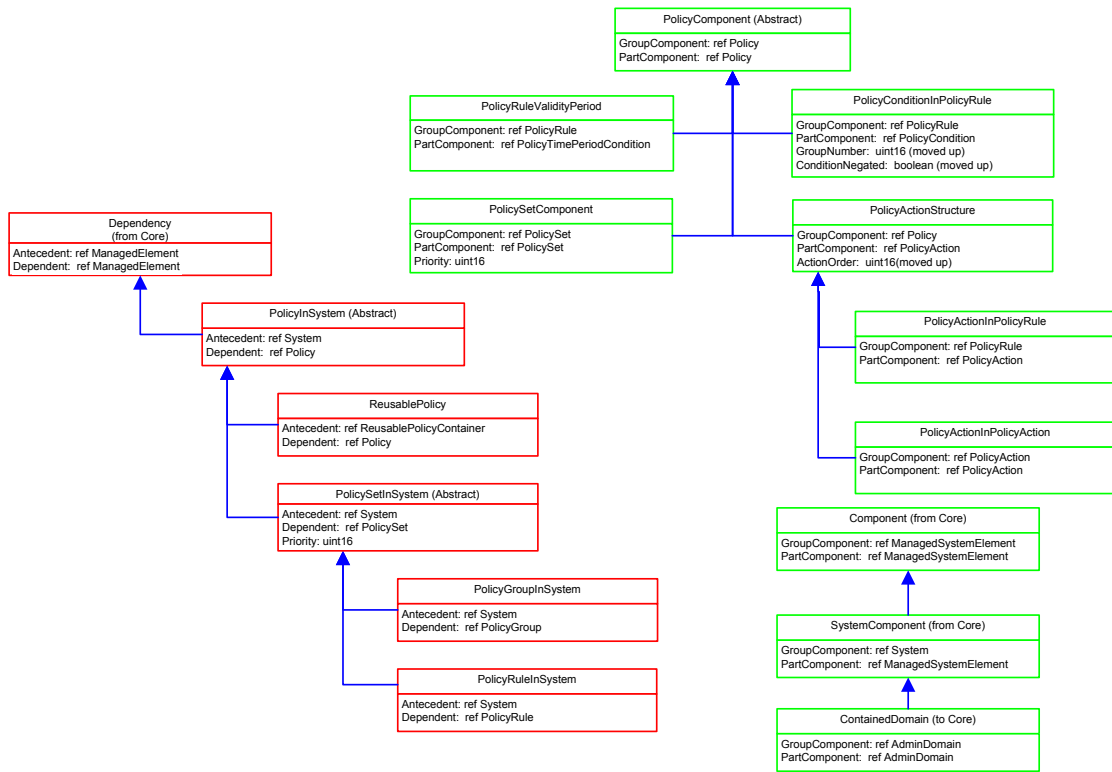 PolicyComponent (Abstract)
GroupComponent: ref Policy
PartComponent: ref Policy
PolicyRuleValidityPeriod
GroupComponent: ref PolicyRule
PartComponent: ref PolicyTimePeriodCondition
PolicyConditionInPolicyRule
GroupComponent: ref PolicyRule
PartComponent: ref PolicyCondition
GroupNumber: uint16 (moved up)
ConditionNegated: boolean (moved up)
PolicySetComponent
GroupComponent: ref PolicySet
PartComponent: ref PolicySet
Priority: uint16
PolicyActionStructure
GroupComponent: ref Policy
PartComponent: ref PolicyAction
ActionOrder: uint16(moved up)
Dependency
(from Core)
Antecedent: ref ManagedElement
Dependent: ref ManagedElement
PolicyInSystem (Abstract)
Antecedent: ref System
Dependent: ref Policy
PolicyActionInPolicyRule
GroupComponent: ref PolicyRule
PartComponent: ref PolicyAction
ReusablePolicy
Antecedent: ref ReusablePolicyContainer
Dependent: ref Policy
PolicyActionInPolicyAction
GroupComponent: ref PolicyAction
PartComponent: ref PolicyAction
PolicySetInSystem (Abstract)
Antecedent: ref System
Dependent: ref PolicySet
Priority: uint16
Component (from Core)
GroupComponent: ref ManagedSystemElement
PartComponent: ref ManagedSystemElement
PolicyGroupInSystem
Antecedent: ref System
Dependent: ref PolicyGroup
SystemComponent (from Core)
GroupComponent: ref System
PartComponent: ref ManagedSystemElement
PolicyRuleInSystem
Antecedent: ref System
Dependent: ref PolicyRule
ContainedDomain (to Core)
GroupComponent: ref AdminDomain
PartComponent: ref AdminDomain